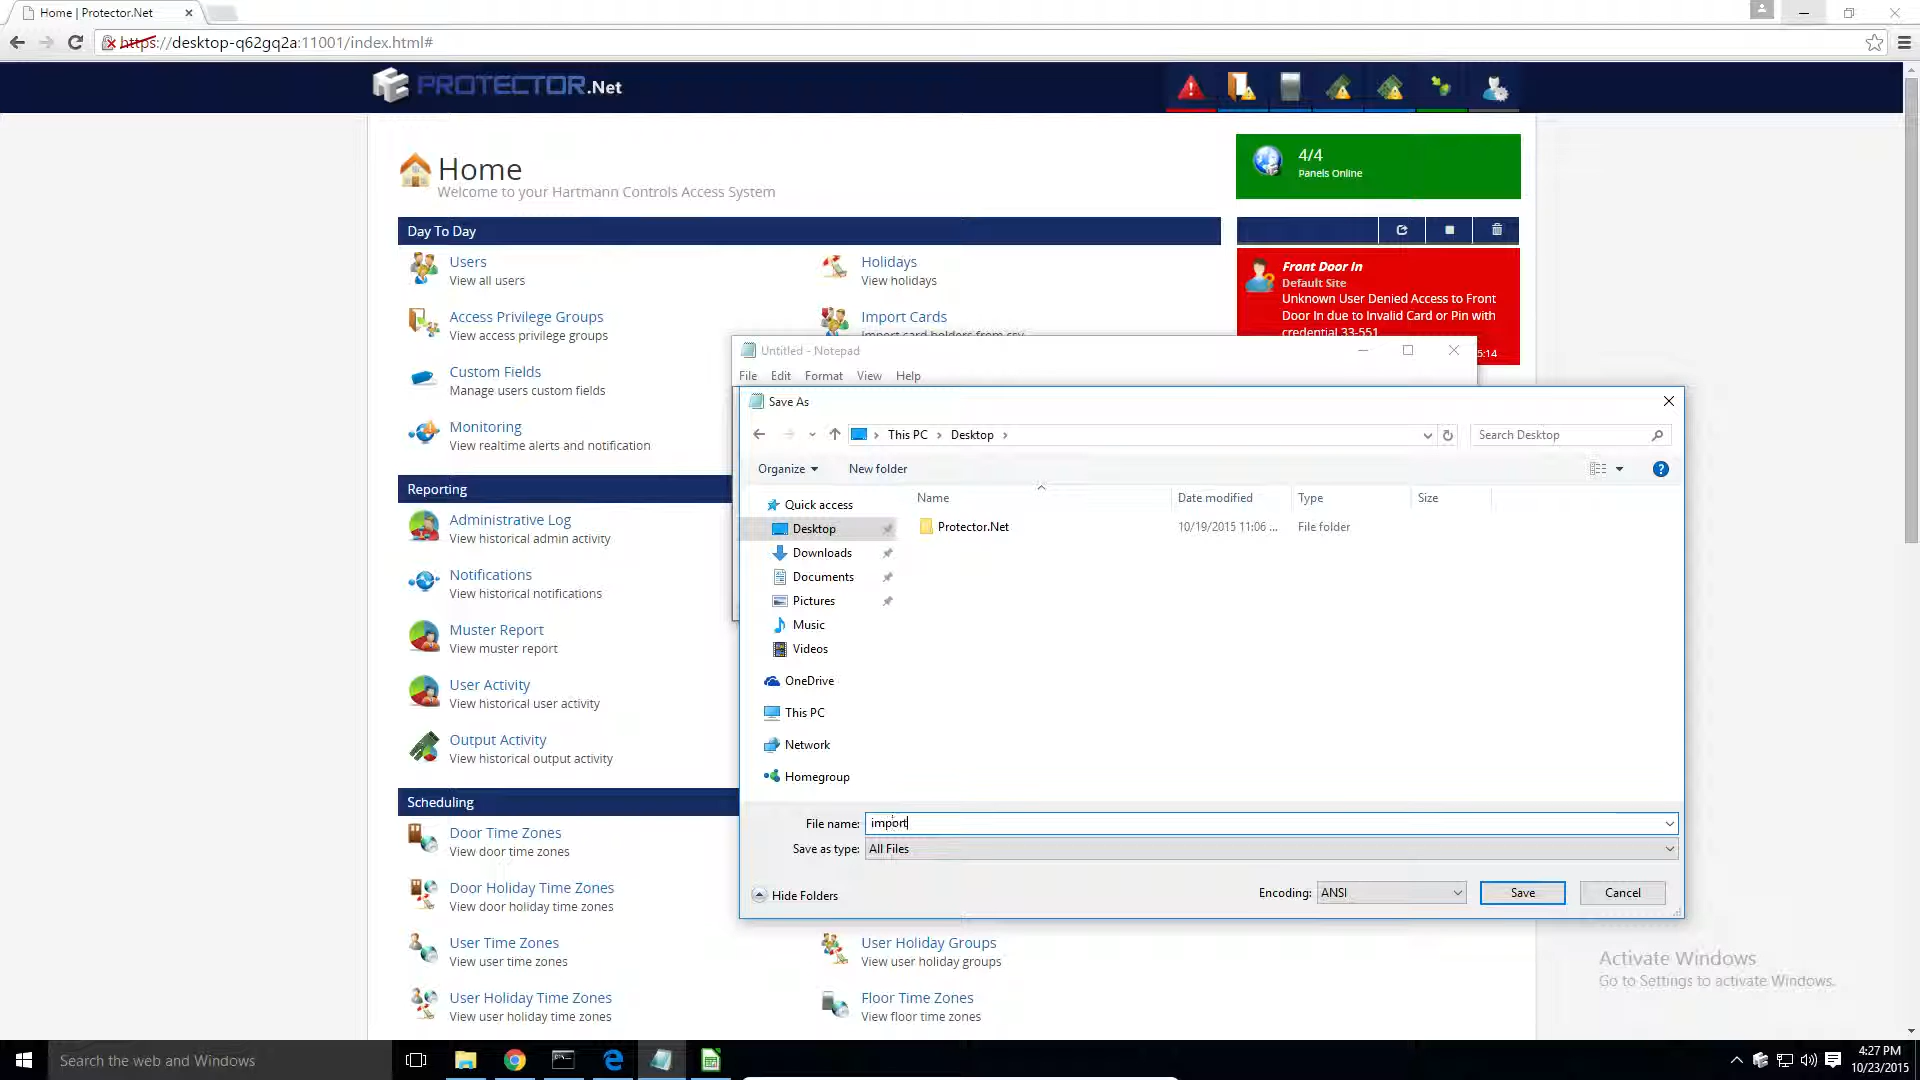 Home | Protector.Net
https://desktop-q62gq2a:11001/index.html#
PROTECTOR.Net
Home
Welcome to your Hartmann Controls Access System
4/4
Panels Online
Day To Day
Users
View all users
Holidays
View holidays
Access Privilege Groups
View access privilege groups
Import Cards
Import card holders from csv
Custom Fields
Manage users custom fields
Monitoring
View realtime alerts and notification
Front Door In
Default Site
Unknown User Denied Access to Front
Door In due to Invalid Card or Pin with
credential 33-551
5:14
Reporting
Administrative Log
View historical admin activity
Notifications
View historical notifications
Muster Report
View muster report
User Activity
View historical user activity
Output Activity
View historical output activity
Scheduling
Door Time Zones
View door time zones
Door Holiday Time Zones
View door holiday time zones
User Time Zones
View user time zones
User Holiday Groups
View user holiday groups
User Holiday Time Zones
View user holiday time zones
Floor Time Zones
View floor time zones
Untitled - Notepad
File Edit Format View Help
Save As
This PC > Desktop >
Search Desktop
Organize New folder
Name Date modified Type Size
Protector.Net 10/19/2015 11:06 ... File folder
Quick access
Desktop
Downloads
Documents
Pictures
Music
Videos
OneDrive
This PC
Network
Homegroup
File name: import
Save as type: All Files
Hide Folders
Encoding: ANSI
Save
Cancel
Activate Windows
Go to Settings to activate Windows.
Search the web and Windows
4:27 PM
10/23/2015